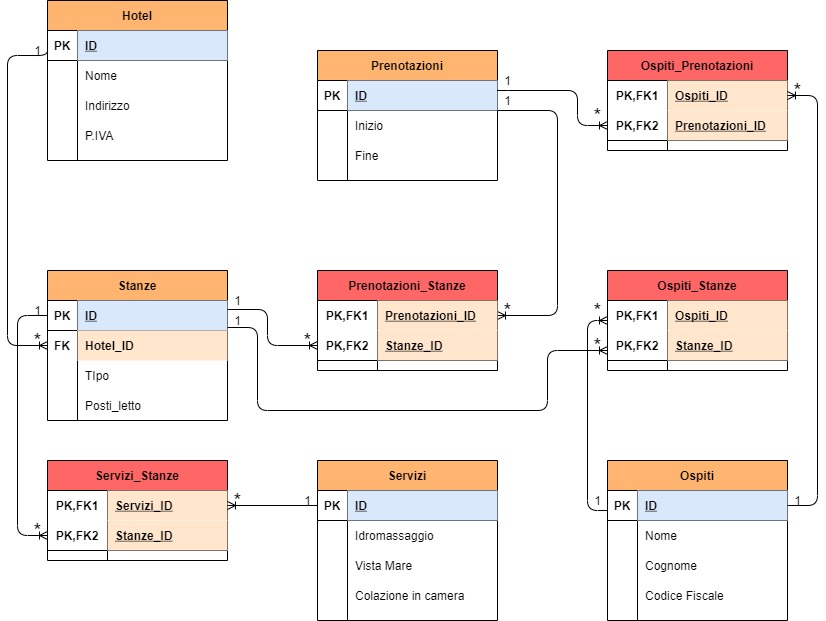 Hotel
PK ID
Nome
Indirizzo
P.IVA
1
Prenotazioni
PK ID
Inizio
Fine
1
1
Ospiti_Prenotazioni
PK,FK1 Ospiti_ID
PK,FK2 Prenotazioni_ID
*
*
Stanze
PK ID
FK Hotel_ID
TIpo
Posti_letto
1
*
1
1
Prenotazioni_Stanze
PK,FK1 Prenotazioni_ID
PK,FK2 Stanze_ID
*
*
Ospiti_Stanze
PK,FK1 Ospiti_ID
PK,FK2 Stanze_ID
*
*
Servizi_Stanze
PK,FK1 Servizi_ID
PK,FK2 Stanze_ID
*
*
Servizi
PK ID
Idromassaggio
Vista Mare
Colazione in camera
1
Ospiti
PK ID
Nome
Cognome
Codice Fiscale
1
1